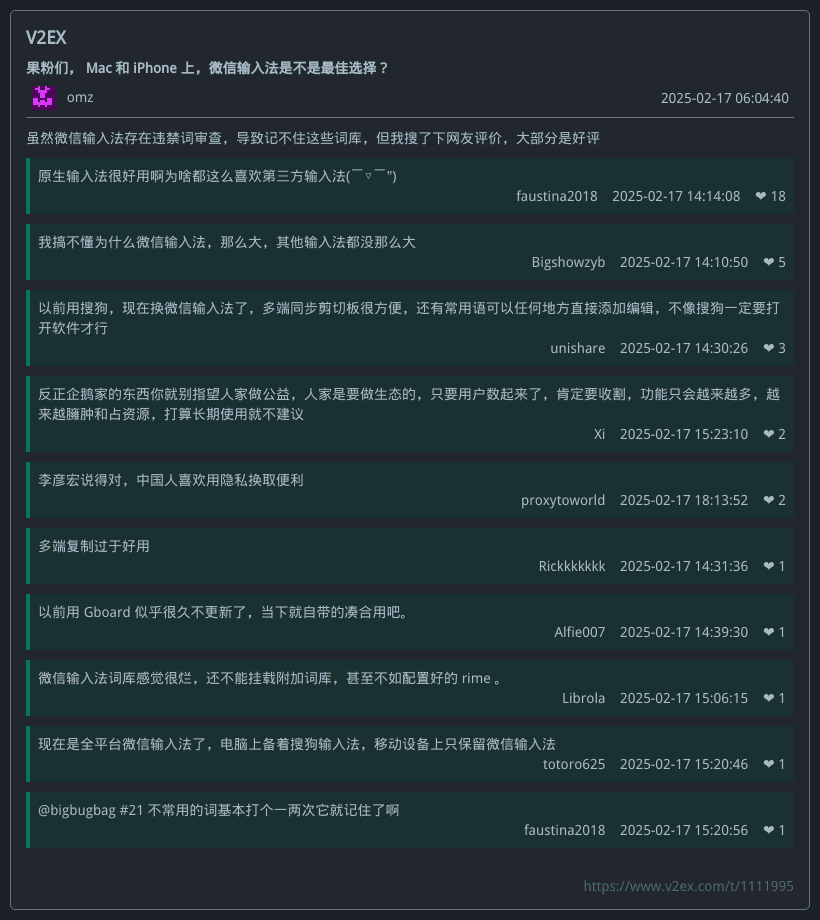 V2EX
果粉们， Mac 和 iPhone 上，微信输入法是不是最佳选择？
omz
2025-02-17 06:04:40
虽然微信输入法存在违禁词审查，导致记不住这些词库，但我搜了下网友评价，大部分是好评
原生输入法很好用啊为啥都这么喜欢第三方输入法(￣▽￣")
faustina2018 2025-02-17 14:14:08 ❤ 18
我搞不懂为什么微信输入法，那么大，其他输入法都没那么大
Bigshowzyb 2025-02-17 14:10:50 ❤ 5
以前用搜狗，现在换微信输入法了，多端同步剪切板很方便，还有常用语可以任何地方直接添加编辑，不像搜狗一定要打
开软件才行
unishare 2025-02-17 14:30:26 ❤ 3
反正企鹅家的东西你就别指望人家做公益，人家是要做生态的，只要用户数起来了，肯定要收割，功能只会越来越多，越
来越臃肿和占资源，打算长期使用就不建议
Xi 2025-02-17 15:23:10 ❤ 2
李彦宏说得对，中国人喜欢用隐私换取便利
proxytoworld 2025-02-17 18:13:52 ❤ 2
多端复制过于好用
Rickkkkkkk 2025-02-17 14:31:36 ❤ 1
以前用 Gboard 似乎很久不更新了，当下就自带的凑合用吧。
Alfie007 2025-02-17 14:39:30 ❤ 1
微信输入法词库感觉很烂，还不能挂载附加词库，甚至不如配置好的 rime 。
Librola 2025-02-17 15:06:15 ❤ 1
现在是全平台微信输入法了，电脑上备着搜狗输入法，移动设备上只保留微信输入法
totoro625 2025-02-17 15:20:46 ❤ 1
@bigbugbag #21 不常用的词基本打个一两次它就记住了啊
faustina2018 2025-02-17 15:20:56 ❤ 1
https://www.v2ex.com/t/1111995